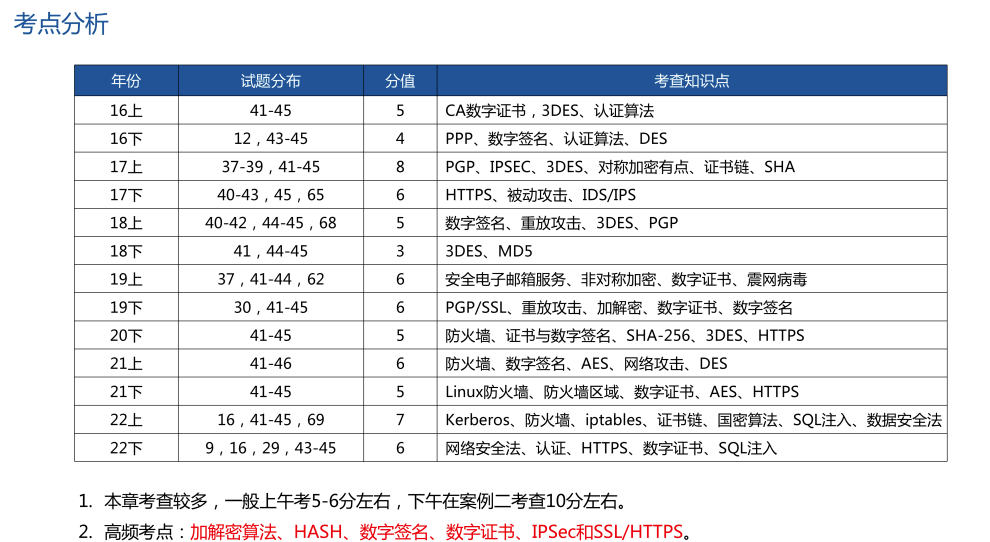 考点分析
年份 试题分布 分值 考查知识点
16上 41-45 5 CA数字证书，3DES、认证算法
16下 12，43-45 4 PPP、数字签名、认证算法、DES
17上 37-39，41-45 8 PGP、IPSEC、3DES、对称加密有点、证书链、SHA
17下 40-43，45，65 6 HTTPS、被动攻击、IDS/IPS
18上 40-42，44-45，68 5 数字签名、重放攻击、3DES、PGP
18下 41，44-45 3 3DES、MD5
19上 37，41-44，62 6 安全电子邮箱服务、非对称加密、数字证书、震网病毒
19下 30，41-45 6 PGP/SSL、重放攻击、加解密、数字证书、数字签名
20下 41-45 5 防火墙、证书与数字签名、SHA-256、3DES、HTTPS
21上 41-46 6 防火墙、数字签名、AES、网络攻击、DES
21下 41-45 5 Linux防火墙、防火墙区域、数字证书、AES、HTTPS
22上 16，41-45，69 7 Kerberos、防火墙、iptables、证书链、国密算法、SQL注入、数据安全法
22下 9，16，29，43-45 6 网络安全法、认证、HTTPS、数字证书、SQL注入
1. 本章考查较多，一般上午考5-6分左右，下午在案例二考查10分左右。
2. 高频考点：加解密算法、HASH、数字签名、数字证书、IPSec和SSL/HTTPS。